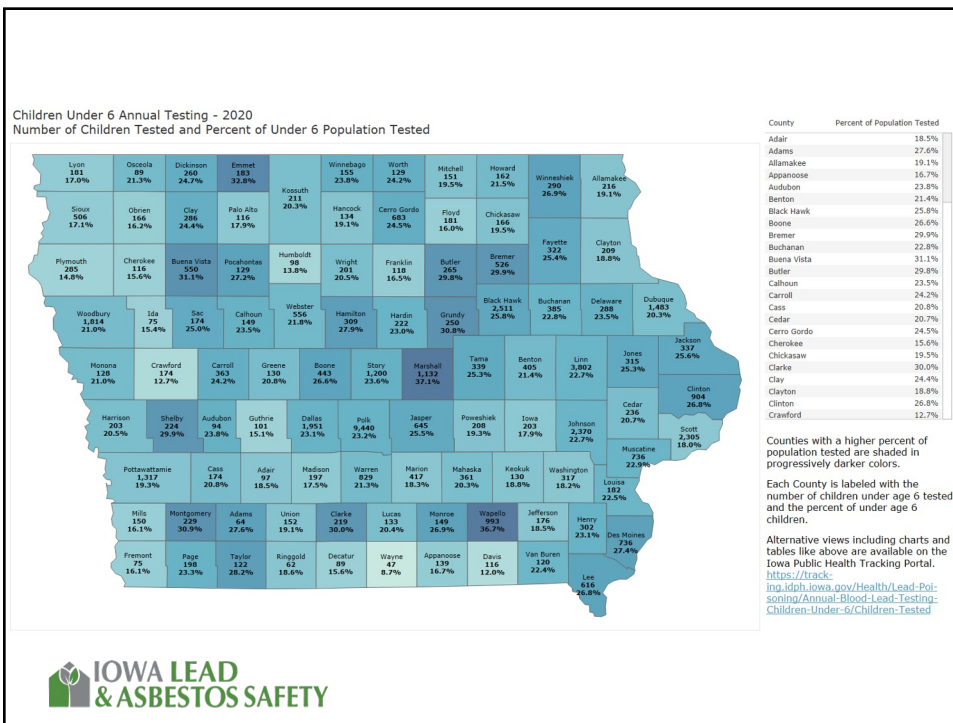 Children Under 6 Annual Testing - 2020
Number of Children Tested and Percent of Under 6 Population Tested
Lyon
181
17.0%
Osceola
89
21.3%
Dickinson
260
24.7%
Emmet
183
32.8%
Kossuth
211
20.3%
Winnebago
155
23.8%
Worth
129
24.2%
Mitchell
151
19.5%
Howard
162
21.5%
Winneshiek
290
26.9%
Allamakee
216
19.1%
Sioux
506
17.1%
Obrien
166
16.2%
Clay
286
24.4%
Palo Alto
116
17.9%
Hancock
134
19.1%
Cerro Gordo
683
24.5%
Floyd
181
16.0%
Chickasaw
166
19.5%
Fayette
322
25.4%
Clayton
209
18.8%
Plymouth
285
14.8%
Cherokee
116
15.6%
Buena Vista
550
31.1%
Pocahontas
129
27.2%
Humboldt
98
13.8%
Wright
201
20.5%
Franklin
118
16.5%
Butler
265
29.8%
Bremer
526
29.9%
Woodbury
1,814
21.0%
Ida
75
15.4%
Sac
174
25.0%
Calhoun
149
23.5%
Webster
556
21.8%
Hamilton
309
27.9%
Hardin
222
23.0%
Grundy
250
30.8%
Black Hawk
2,511
25.8%
Buchanan
385
22.8%
Delaware
288
23.5%
Dubuque
1,483
20.3%
Monona
128
21.0%
Crawford
174
12.7%
Carroll
363
24.2%
Greene
130
20.8%
Boone
443
26.6%
Story
1,200
23.6%
Marshall
1,132
37.1%
Tama
339
25.3%
Benton
405
21.4%
Linn
3,802
22.7%
Jones
315
25.3%
Jackson
337
25.6%
Clinton
904
26.8%
Harrison
203
20.5%
Shelby
224
29.9%
Audubon
94
23.8%
Guthrie
101
15.1%
Dallas
1,951
23.1%
Polk
9,440
23.2%
Jasper
645
25.5%
Poweshiek
208
19.3%
Iowa
203
17.9%
Johnson
2,370
22.7%
Cedar
236
20.7%
Scott
2,305
18.0%
Muscatine
736
22.9%
Pottawattamie
1,317
19.3%
Cass
174
20.8%
Adair
97
18.5%
Madison
197
17.5%
Warren
829
21.3%
Marion
417
18.3%
Mahaska
361
20.3%
Keokuk
130
18.8%
Washington
317
18.2%
Louisa
182
22.5%
Mills
150
16.1%
Montgomery
229
30.9%
Adams
64
27.6%
Union
152
19.1%
Clarke
219
30.0%
Lucas
133
20.4%
Monroe
149
26.9%
Wapello
993
36.7%
Jefferson
176
18.5%
Henry
302
23.1%
Des Moines
736
27.4%
Fremont
75
16.1%
Page
198
23.3%
Taylor
122
28.2%
Ringgold
62
18.6%
Decatur
89
15.6%
Wayne
47
8.7%
Appanoose
139
16.7%
Davis
116
12.0%
Van Buren
120
22.4%
Lee
616
26.8%
County Percent of Population Tested
Adair 18.5%
Adams 27.6%
Allamakee 19.1%
Appanoose 16.7%
Audubon 23.8%
Benton 21.4%
Black Hawk 25.8%
Boone 26.6%
Bremer 29.9%
Buchanan 22.8%
Buena Vista 31.1%
Butler 29.8%
Calhoun 23.5%
Carroll 24.2%
Cass 20.8%
Cedar 20.7%
Cerro Gordo 24.5%
Cherokee 15.6%
Chickasaw 19.5%
Clarke 30.0%
Clay 24.4%
Clayton 18.8%
Clinton 26.8%
Crawford 12.7%
Counties with a higher percent of
population tested are shaded in
progressively darker colors.
Each County is labeled with the
number of children under age 6 tested
and the percent of under age 6
children.
Alternative views including charts and
tables like above are available on the
Iowa Public Health Tracking Portal.
https://track-
ing.idph.iowa.gov/Health/Lead-Poi-
soning/Annual-Blood-Lead-Testing-
Children-Under-6/Children-Tested
IOWA LEAD
& ASBESTOS SAFETY